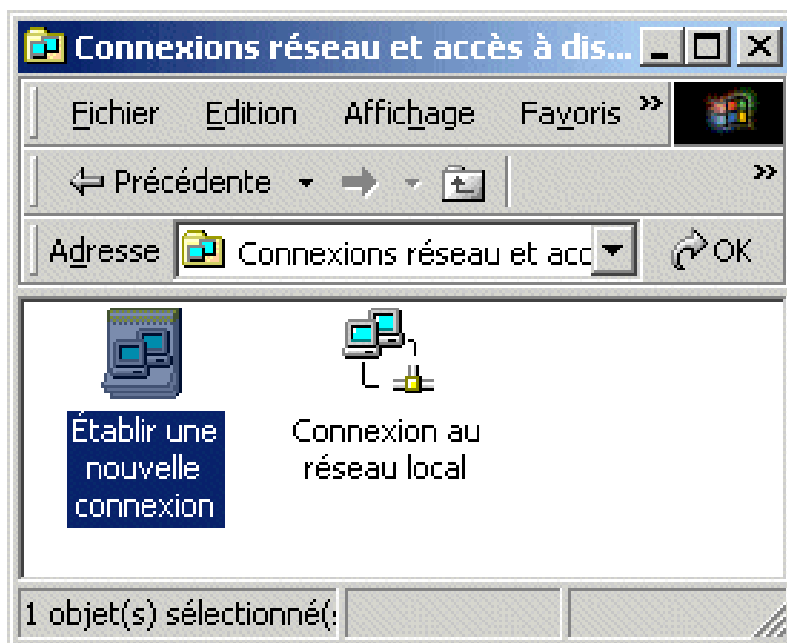 Connexions réseau et accès à dis...
Fichier Edition Affichage Favoris »
Précédente »
Adresse Connexions réseau et acc OK
Établir une
nouvelle
connexion
Connexion au
réseau local
1 objet(s) sélectionné(